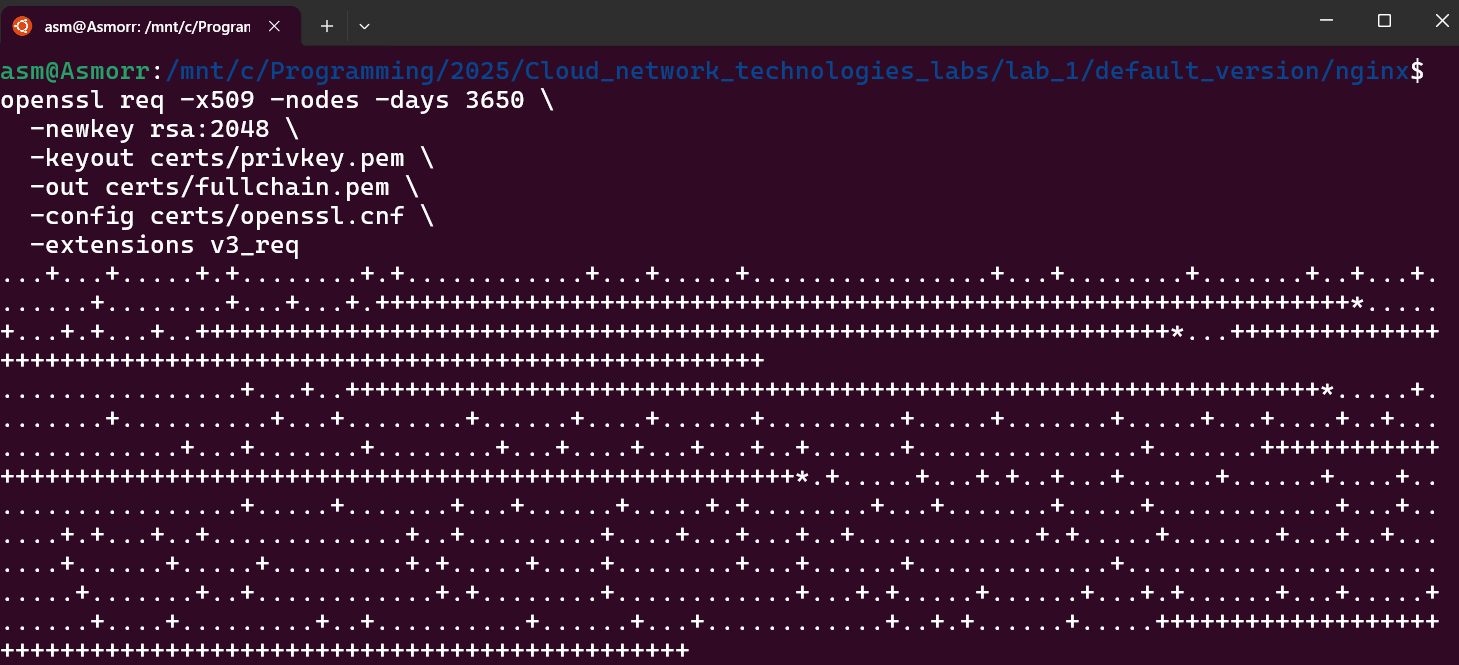 asm@Asmorr: /mnt/c/Program
asm@Asmorr:/mnt/c/Programming/2025/Cloud_network_technologies_labs/lab_1/default_version/nginx$
openssl req -x509 -nodes -days 3650 \
  -newkey rsa:2048 \
  -keyout certs/privkey.pem \
  -out certs/fullchain.pem \
  -config certs/openssl.cnf \
  -extensions v3_req